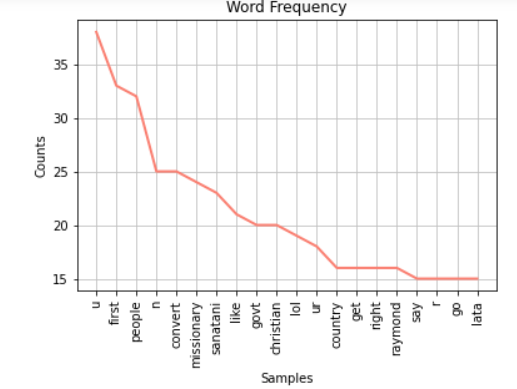 Word Frequency
35
30
25
20
15
Counts
u
first
people
n
convert
missionary
sanatani
like
govt
christian
lol
ur
country
get
right
raymond
say
r
go
lata
Samples